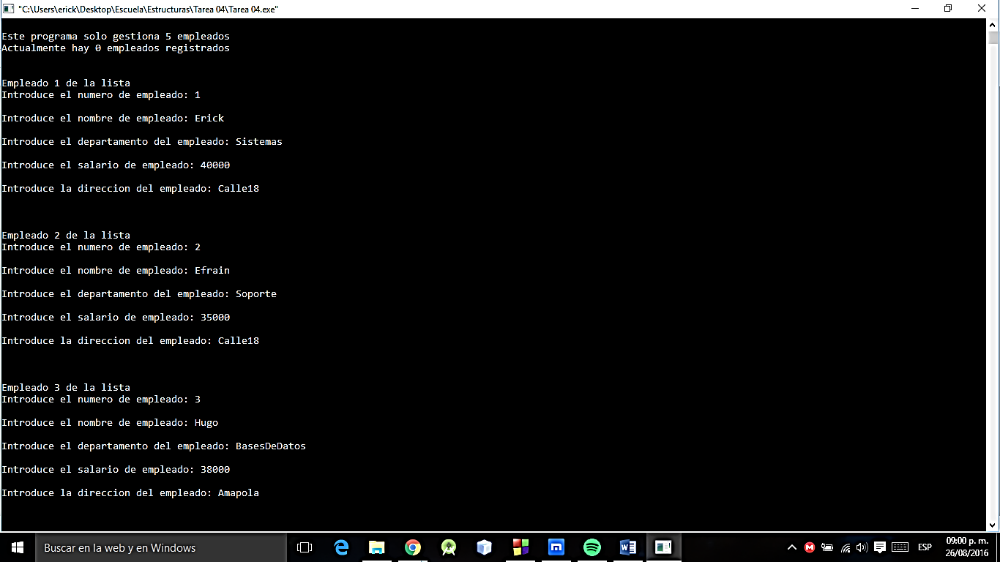 "C:\Users\erick\Desktop\Escuela\Estructuras\Tarea 04\Tarea 04.exe"
Este programa solo gestiona 5 empleados
Actualmente hay 0 empleados registrados
Empleado 1 de la lista
Introduce el numero de empleado: 1
Introduce el nombre de empleado: Erick
Introduce el departamento del empleado: Sistemas
Introduce el salario de empleado: 40000
Introduce la direccion del empleado: Calle18
Empleado 2 de la lista
Introduce el numero de empleado: 2
Introduce el nombre de empleado: Efrain
Introduce el departamento del empleado: Soporte
Introduce el salario de empleado: 35000
Introduce la direccion del empleado: Calle18
Empleado 3 de la lista
Introduce el numero de empleado: 3
Introduce el nombre de empleado: Hugo
Introduce el departamento del empleado: BasesDeDatos
Introduce el salario de empleado: 38000
Introduce la direccion del empleado: Amapola
Buscar en la web y en Windows
ESP
09:00 p. m.
26/08/2016